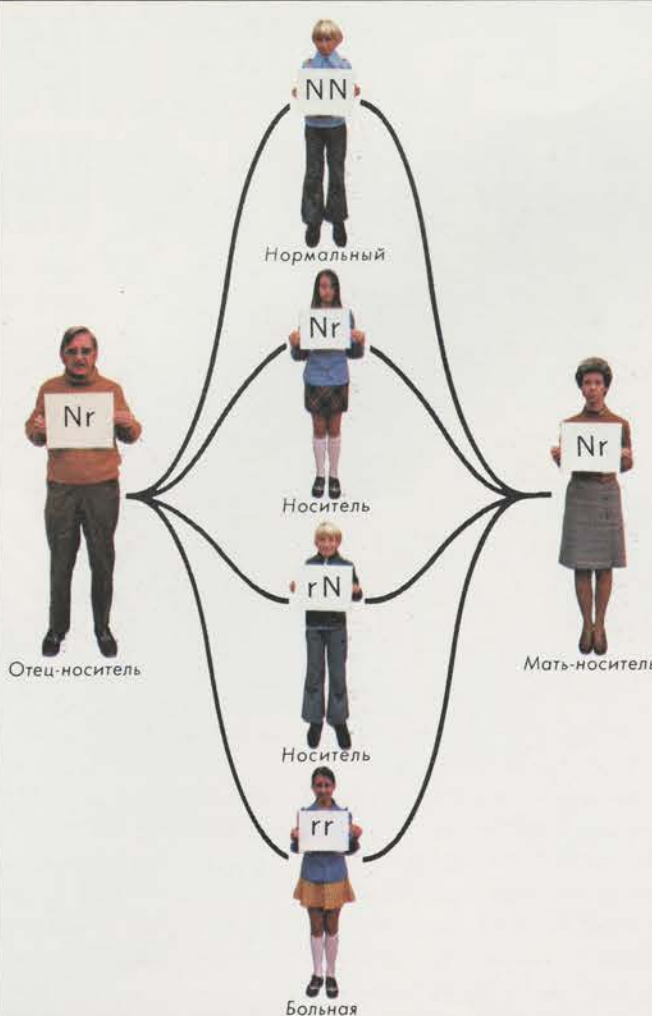 NN
Нормальный
Nr
Носитель
Nr
Отец-носитель
Nr
Мать-носитель
rN
Носитель
rr
Больная